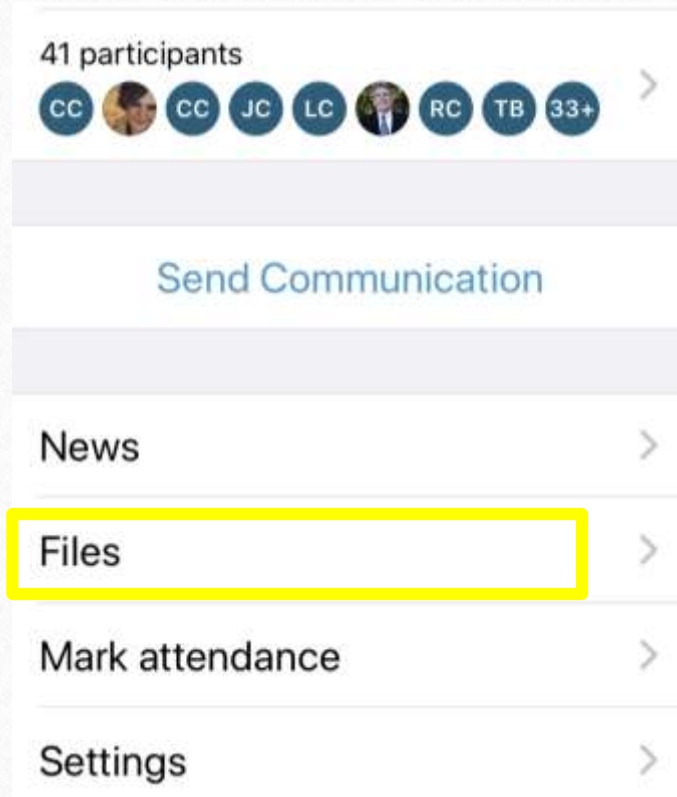 41 participants
CC CC JC LC RC TB 33+
Send Communication
News
Files
Mark attendance
Settings